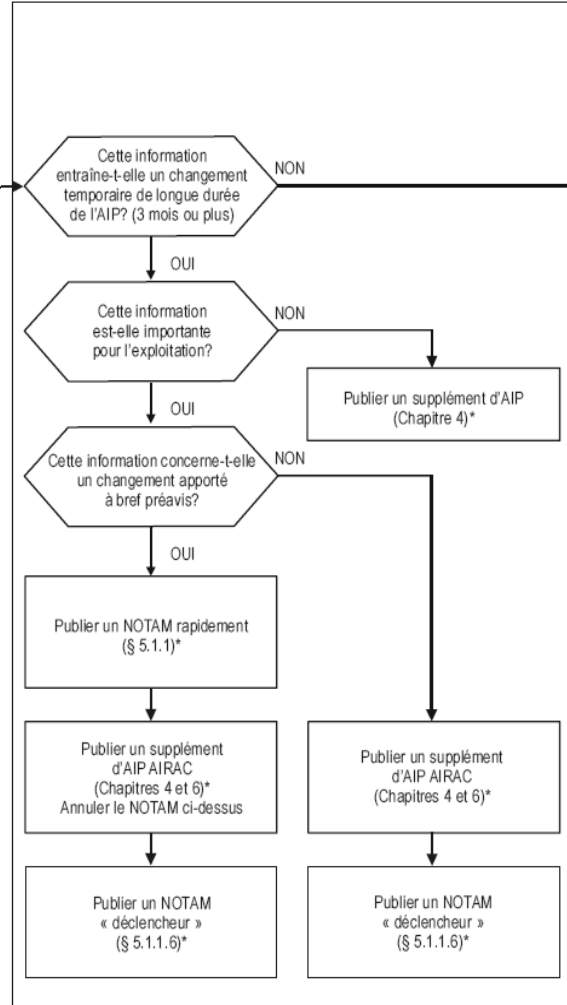 Cette information
entraîne-t-elle un changement
temporaire de longue durée
de l'AIP? (3 mois ou plus)
NON
OUI
Cette information
est-elle importante
pour l'exploitation?
NON
Publier un supplément d'AIP
(Chapitre 4)*
OUI
Cette information concerne-t-elle
un changement apporté
à bref préavis?
NON
OUI
Publier un NOTAM rapidement
(§ 5.1.1)*
Publier un supplément
d'AIP AIRAC
(Chapitres 4 et 6)*
Annuler le NOTAM ci-dessus
Publier un supplément
d'AIP AIRAC
(Chapitres 4 et 6)*
Publier un NOTAM
« déclencheur »
(§ 5.1.1.6)*
Publier un NOTAM
« déclencheur »
(§ 5.1.1.6)*